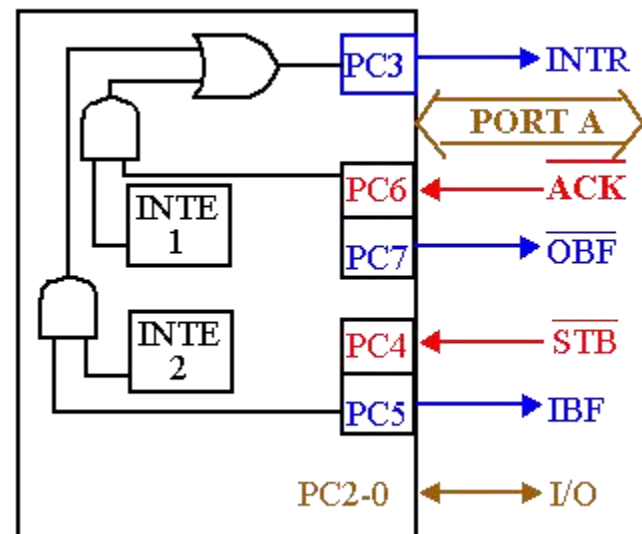 PC3 INTR
PORT A
PC6 ACK
INTE
1
PC7 OBF
INTE
2
PC4 STB
PC5 IBF
PC2-0 I/O